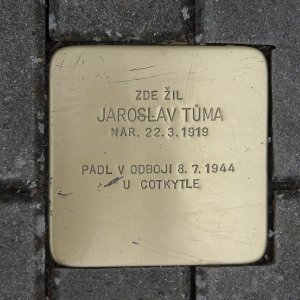 ZDE ŽIL
JAROSLAV TŮMA
NAR. 22.3.1919
PADL V ODBOJI 8.7.1944
U COTKYTLE